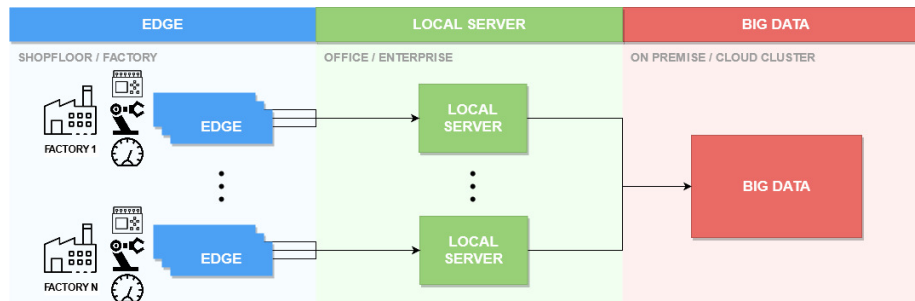 EDGE
LOCAL SERVER
BIG DATA
SHOPFLOOR / FACTORY
OFFICE / ENTERPRISE
ON PREMISE / CLOUD CLUSTER
FACTORY 1
EDGE
LOCAL
SERVER
BIG DATA
FACTORY N
EDGE
LOCAL
SERVER